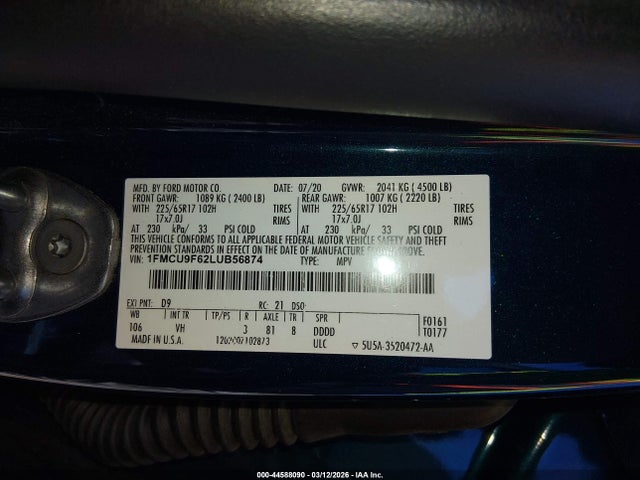 MFD. BY FORD MOTOR CO. 07/20 GVWR: 2041 KG ( 4500 LB)
FRONT GAWR: 1089 KG ( 2400 LB) REAR GAWR: 1007 KG ( 2220 LB)
WITH 225/65R17 102H TIRES WITH 225/65R17 102H TIRES
17x7.0J RIMS 17x7.0J RIMS
AT 230 kPa/ 33 PSI COLD AT 230 kPa/ 33 PSI COLD
THIS VEHICLE CONFORMS TO ALL APPLICABLE FEDERAL MOTOR VEHICLE SAFETY AND BUMPER
STANDARDS IN EFFECT ON THE DATE OF MANUFACTURE SHOWN ABOVE.
VIN: 1FMCU9F62LUB56874 TYPE: MPV
EXT PNT: D9 RC: 21 DSO:
WB INT TR TP/PS R AXLE TR SPR F0161
106 VH 3 81 8 DDDD T0177
MADE IN U.S.A. ULC 5U5A-3520472-AA
000-44588090 - 03/12/2026 - IAA Inc.